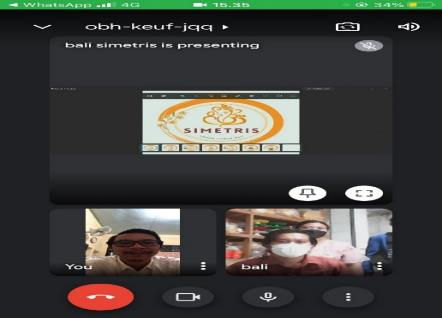 WhatsApp 4G 15.35 34%
obh-keuf-jqq
bali simetris is presenting
SIMETRIS
You
bali